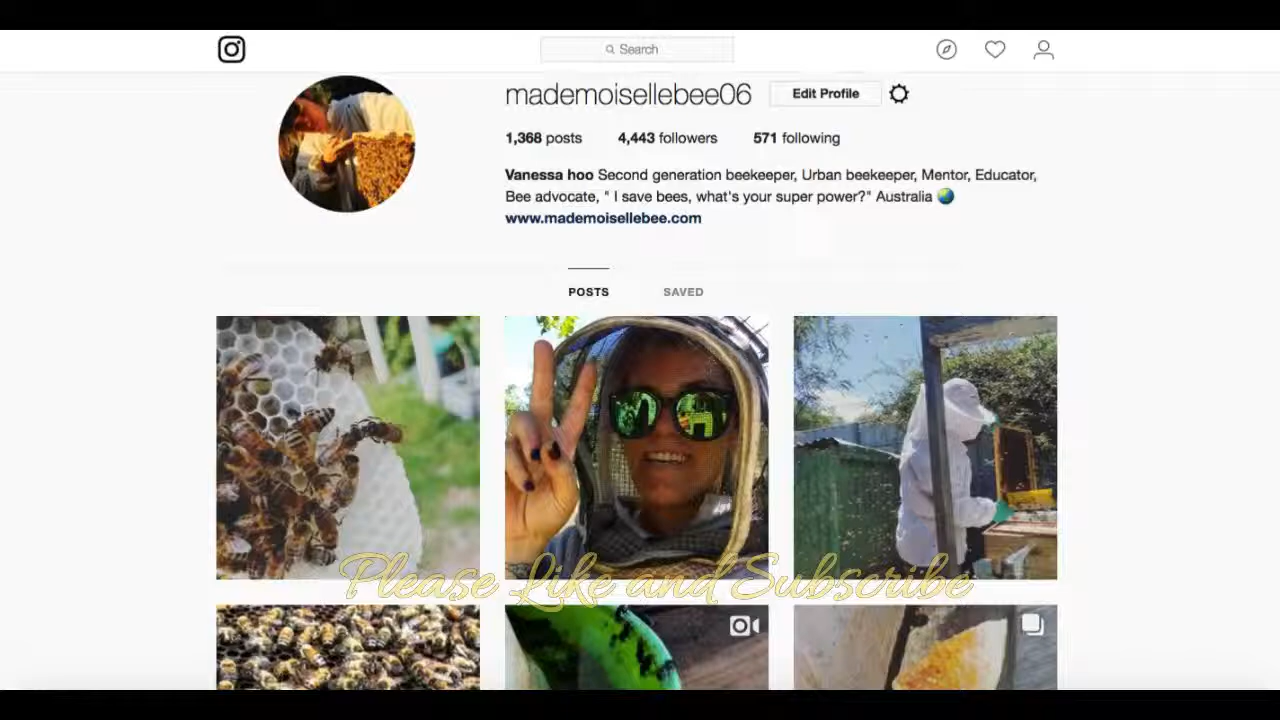 Search
mademoisellebee06 Edit Profile
1,368 posts 4,443 followers 571 following
Vanessa hoo Second generation beekeeper, Urban beekeeper, Mentor, Educator,
Bee advocate, " I save bees, what's your super power?" Australia 🌏
www.mademoisellebee.com
POSTS SAVED
Please Like and Subscribe